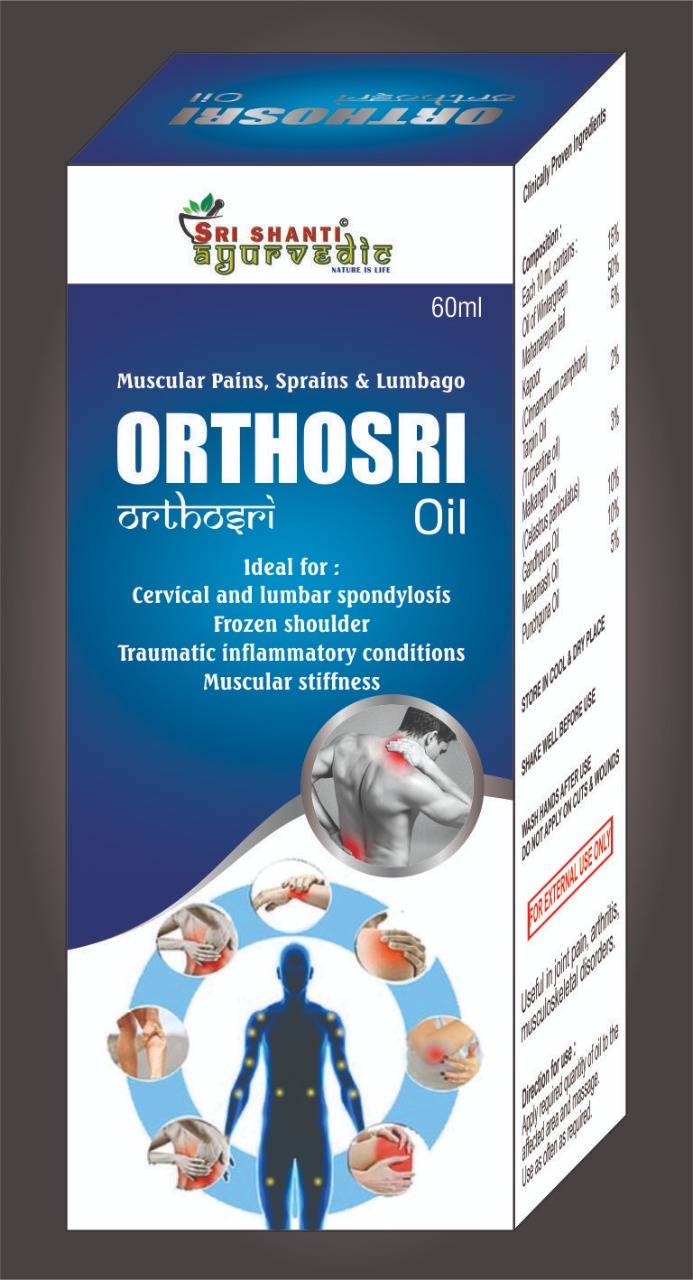 ORTHOSRI
orthosri Oil
SRI SHANTI©
ayurvedic
NATURE IS LIFE
60ml
Muscular Pains, Sprains & Lumbago
ORTHOSRI
orthosri Oil
Ideal for :
Cervical and lumbar spondylosis
Frozen shoulder
Traumatic inflammatory conditions
Muscular stiffness
Clinically Proven Ingredients
Composition :
Each 10 ml. contains :
Oil of Wintergreen 15%
Mahanarayan tail 50%
Kapoor 5%
(Cinnamomum camphora)
Tarpin Oil 2%
(Turpentine oil)
Malkangni Oil 3%
(Celastrus paniculatus)
Gandhpura Oil 10%
Mahamash Oil 10%
Punchguna Oil 5%
STORE IN COOL & DRY PLACE
SHAKE WELL BEFORE USE
WASH HANDS AFTER USE
DO NOT APPLY ON CUTS & WOUNDS
FOR EXTERNAL USE ONLY
Useful in joint pain, arthritis,
musculoskeletal disorders.
Direction for use :
Apply required quantity of oil to the
affected area and massage.
Use as often as required.